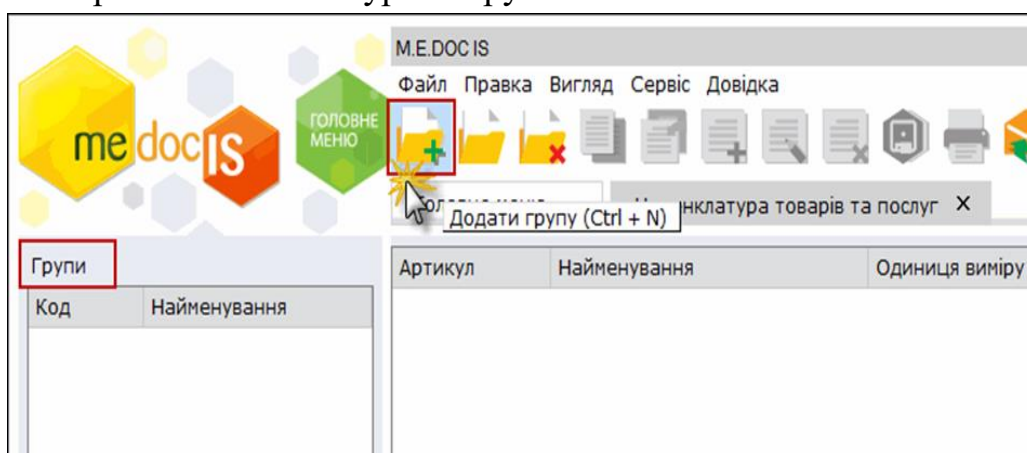 M.E.DOC IS
Файл Правка Вигляд Сервіс Довідка
me doc IS
ГОЛОВНЕ
МЕНЮ
товарів та послуг X
Додати групу (Ctrl + N)
Групи
Код Найменування
Артикул Найменування Одиниця виміру